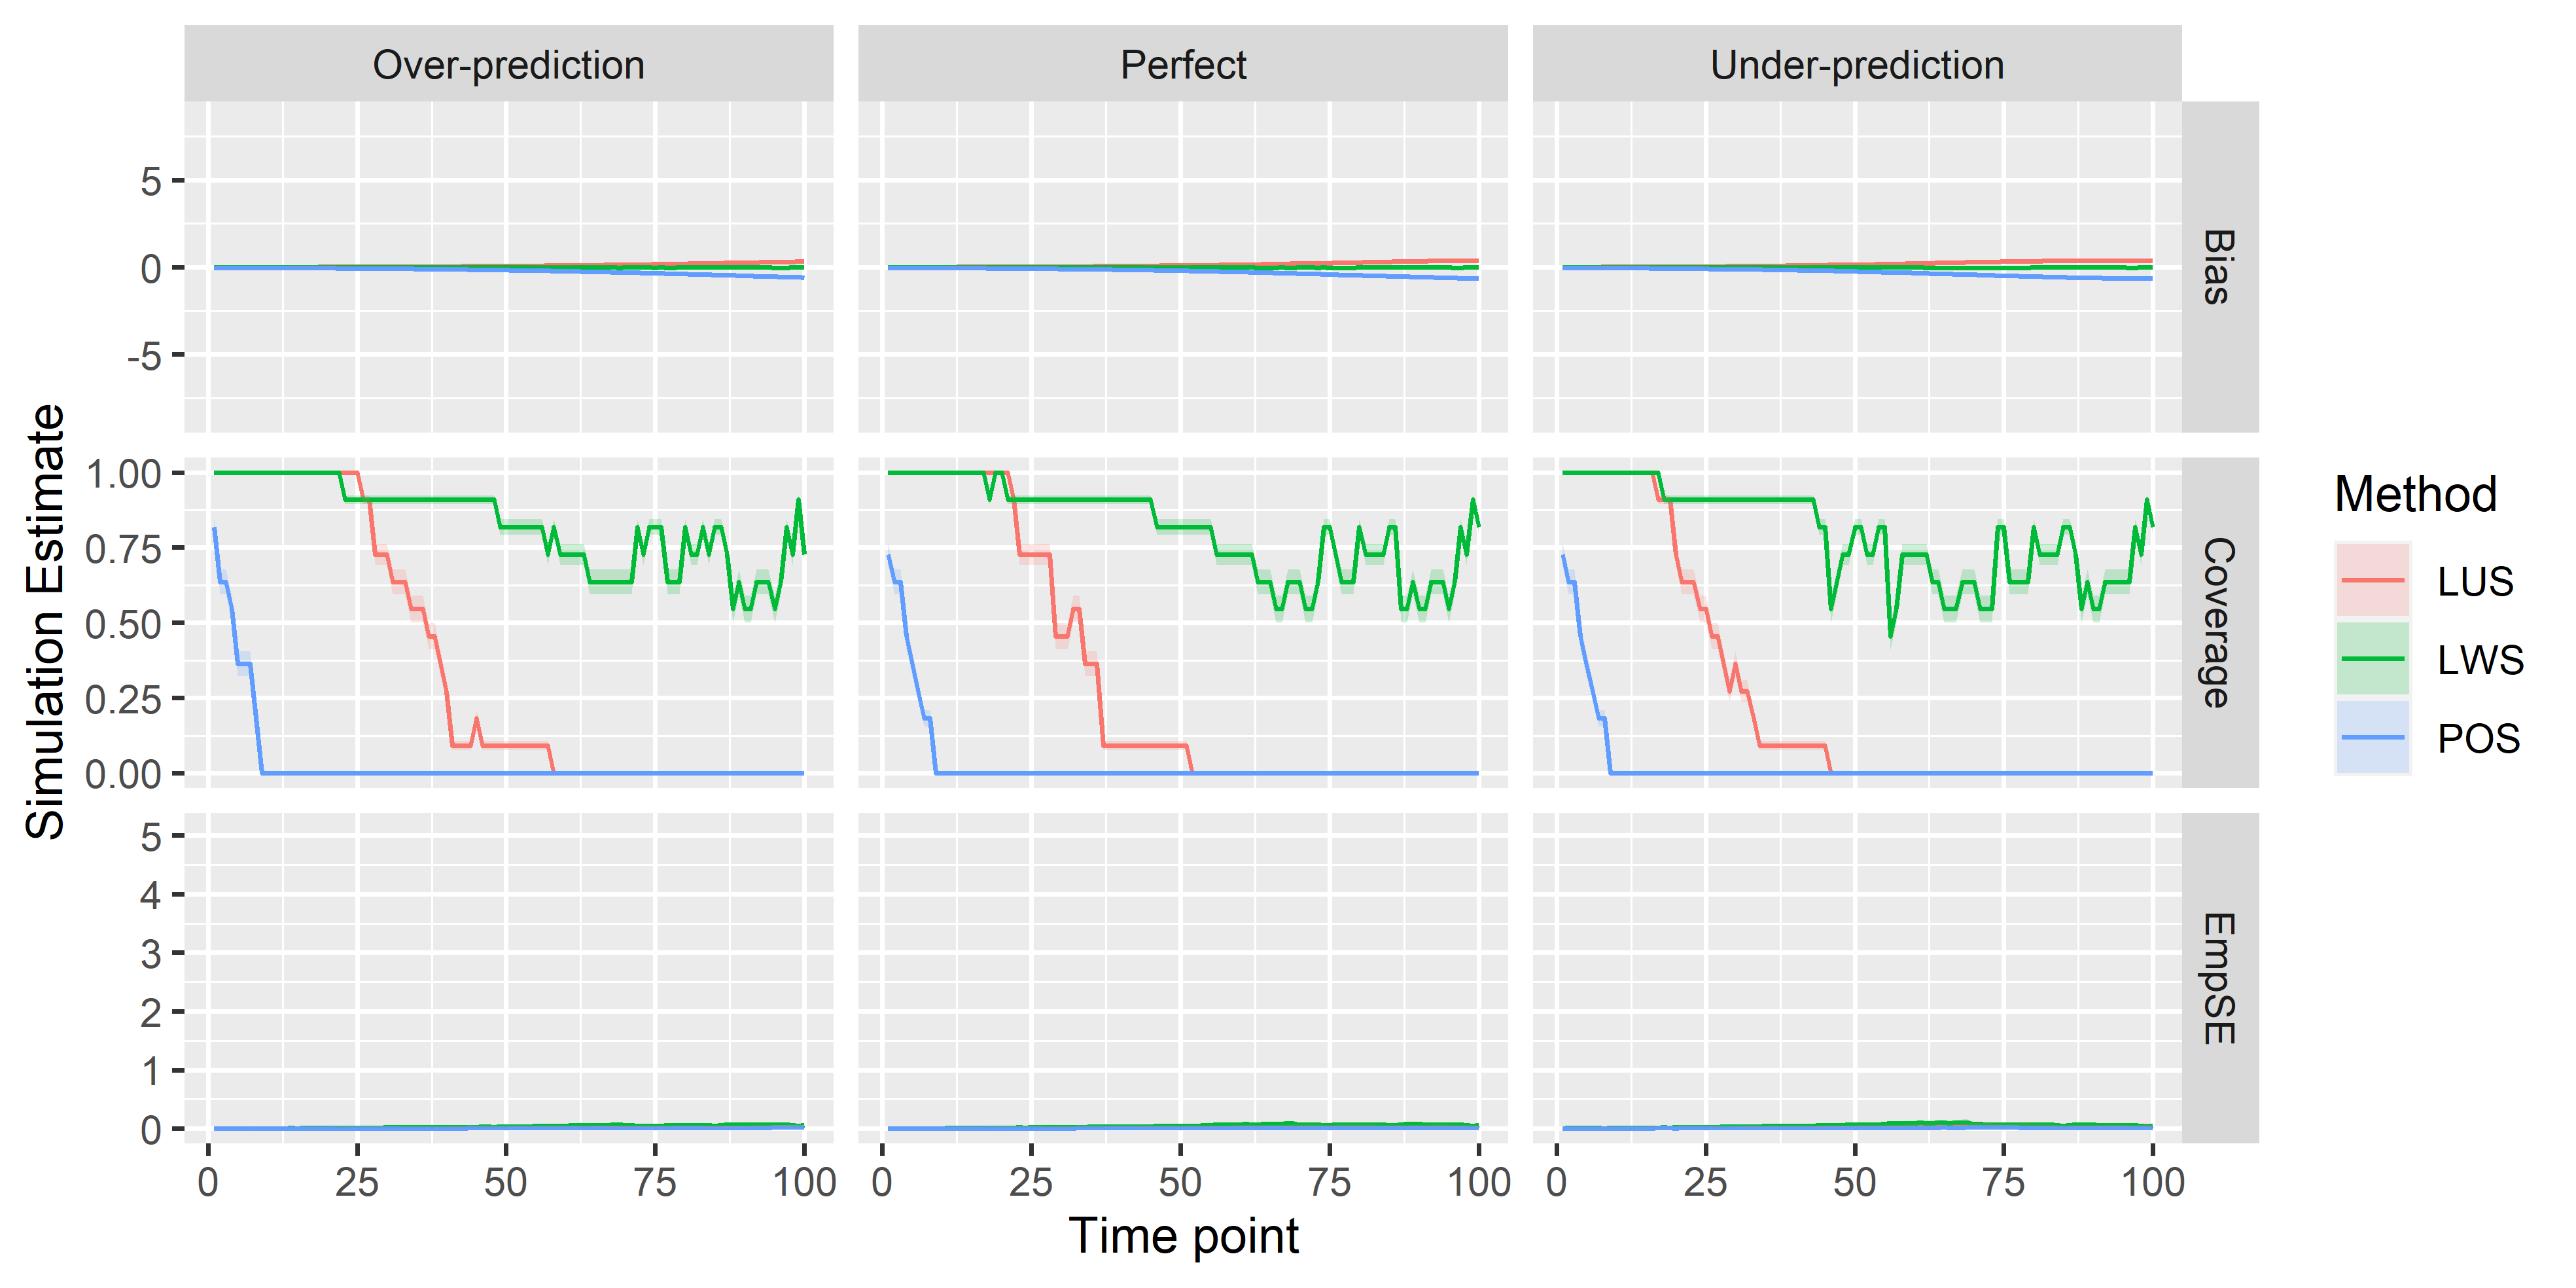 Over-prediction
Perfect
Under-prediction
Simulation Estimate
5
0
-5
Bias
1.00
0.75
0.50
0.25
0.00
Coverage
5
4
3
2
1
0
EmpSE
0 25 50 75 100
0 25 50 75 100
0 25 50 75 100
Time point
Method
LUS
LWS
POS